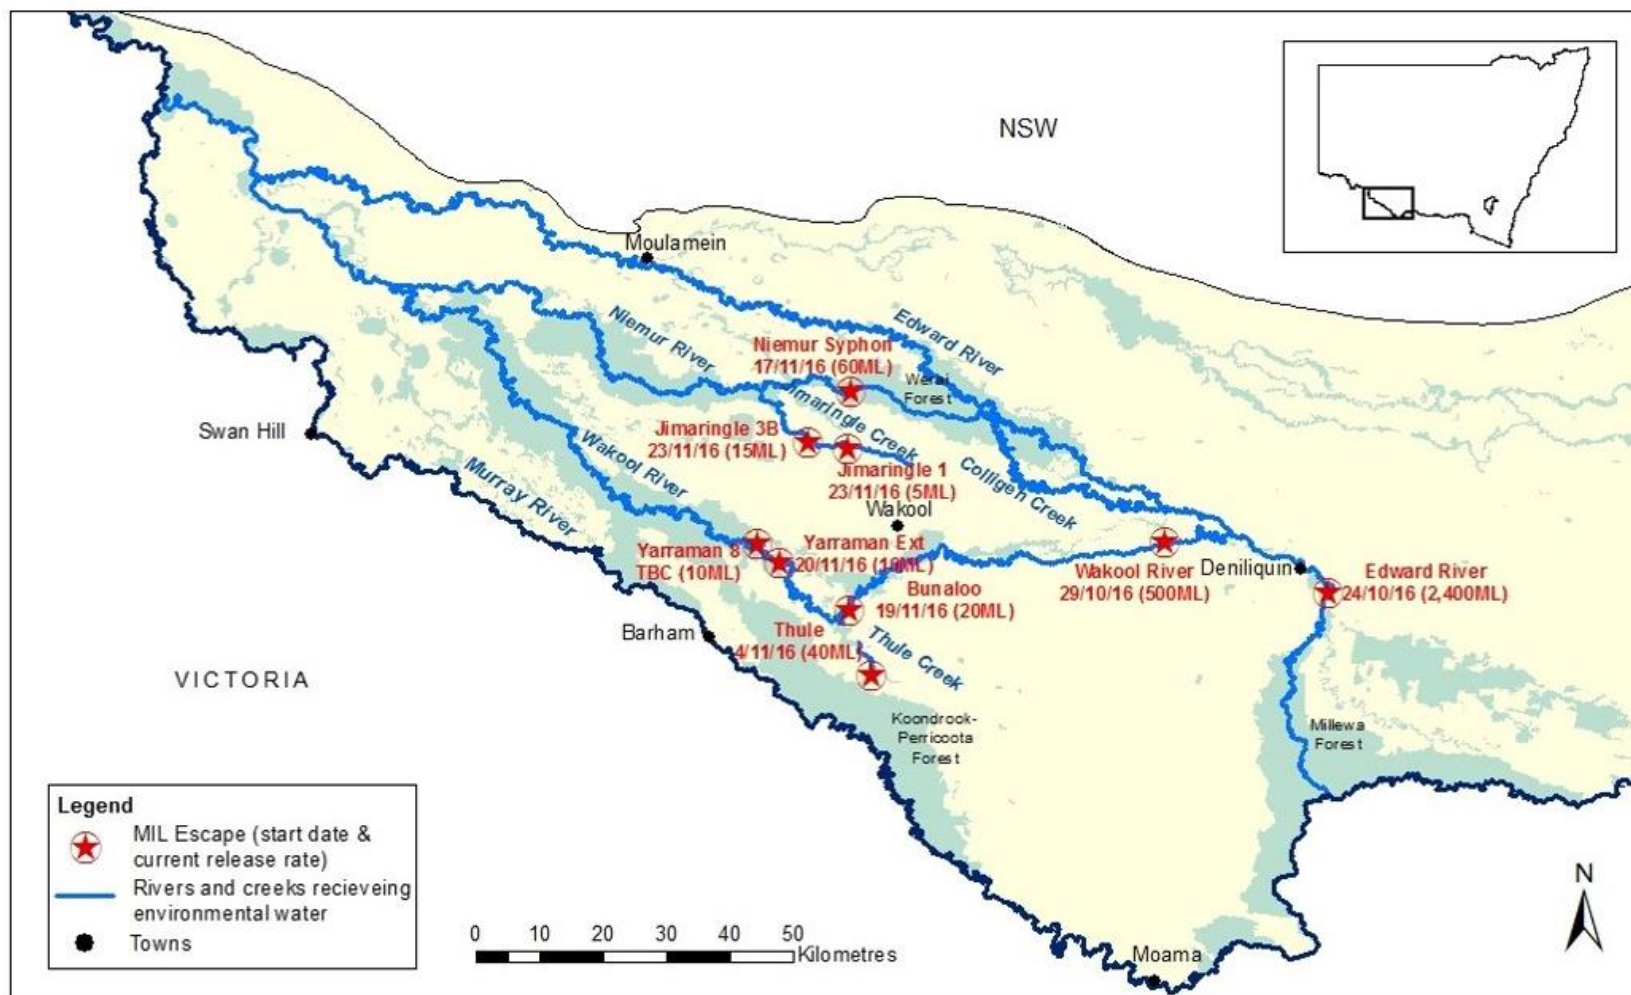 NSW
Moulamein
Edward River
Niemur River
Niemur Syphon
17/11/16 (60ML)
Werai
Forest
Jimaringle Creek
Swan Hill
Jimaringle 3B
23/11/16 (15ML)
Wakool River
Jimaringle 1
23/11/16 (5ML)
Colligen Creek
Murray River
Wakool
Yarraman 8
TBC (10ML)
Yarraman Ext
20/11/16 (10ML)
Bunaloo
19/11/16 (20ML)
Wakool River
29/10/16 (500ML)
Deniliquin
Edward River
24/10/16 (2,400ML)
Barham
Thule
4/11/16 (40ML)
Thule Creek
VICTORIA
Koondrook-
Perricoota
Forest
Millewa
Forest
Legend
MIL Escape (start date &
current release rate)
Rivers and creeks recieveing
environmental water
Towns
0 10 20 30 40 50
Kilometres
Moama
N